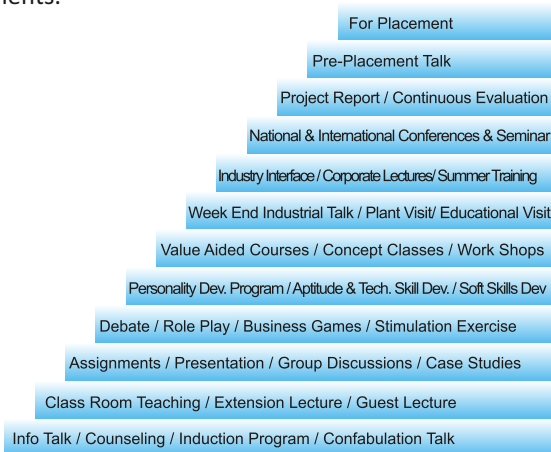 ments.
For Placement
Pre-Placement Talk
Project Report / Continuous Evaluation
National & International Conferences & Seminar
Industry Interface / Corporate Lectures/ Summer Training
Week End Industrial Talk / Plant Visit/ Educational Visit
Value Aided Courses / Concept Classes / Work Shops
Personality Dev. Program / Aptitude & Tech. Skill Dev. / Soft Skills Dev
Debate / Role Play / Business Games / Stimulation Exercise
Assignments / Presentation / Group Discussions / Case Studies
Class Room Teaching / Extension Lecture / Guest Lecture
Info Talk / Counseling / Induction Program / Confabulation Talk